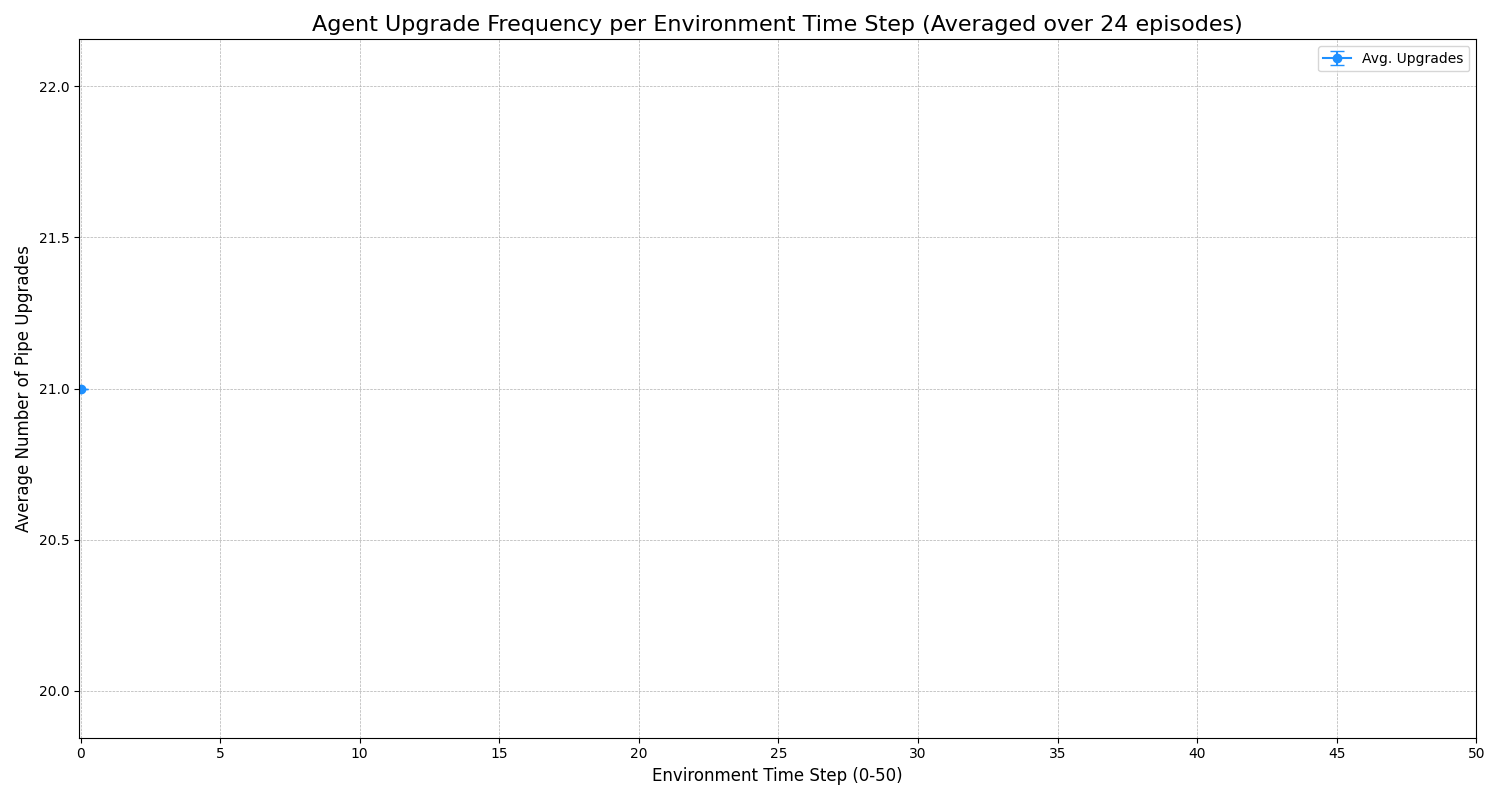 Agent Upgrade Frequency per Environment Time Step (Averaged over 24 episodes)
Avg. Upgrades
Average Number of Pipe Upgrades
22.0
21.5
21.0
20.5
20.0
0 5 10 15 20 25 30 35 40 45 50
Environment Time Step (0-50)